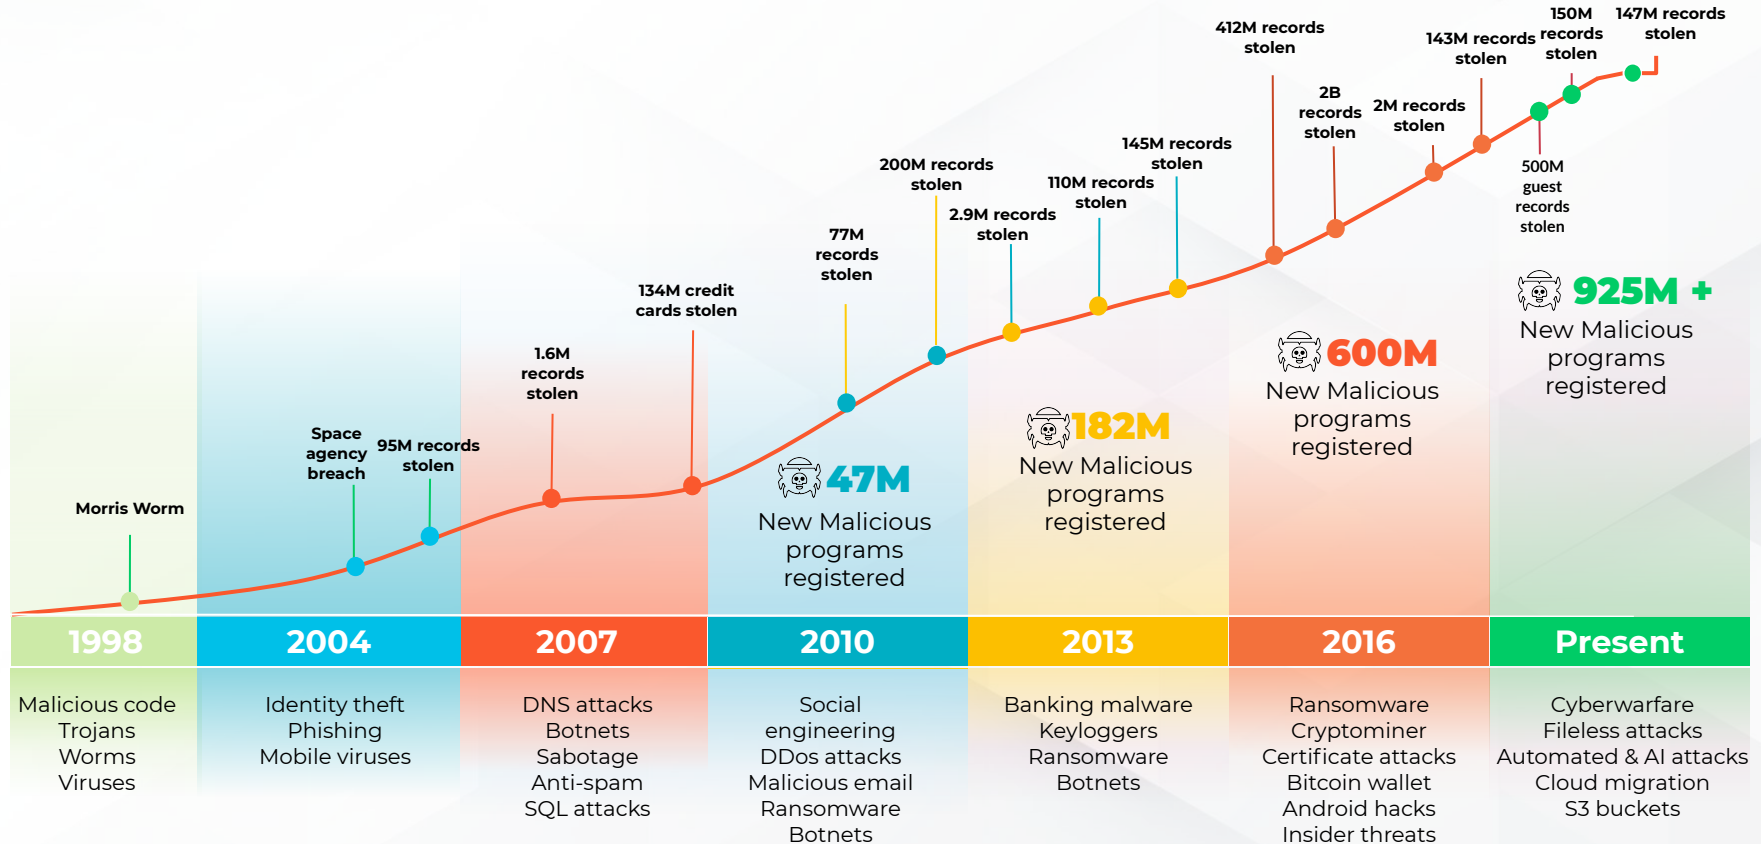 Morris Worm
Space
agency
breach
95M records
stolen
1.6M
records
stolen
134M credit
cards stolen
77M
records
stolen
200M records
stolen
2.9M records
stolen
110M records
stolen
145M records
stolen
412M records
stolen
2B
records
stolen
2M records
stolen
143M records
stolen
500M
guest
records
stolen
150M
records
stolen
147M records
stolen
47M
New Malicious
programs
registered
182M
New Malicious
programs
registered
600M
New Malicious
programs
registered
925M +
New Malicious
programs
registered
1998
2004
2007
2010
2013
2016
Present
Malicious code
Trojans
Worms
Viruses
Identity theft
Phishing
Mobile viruses
DNS attacks
Botnets
Sabotage
Anti-spam
SQL attacks
Social
engineering
DDos attacks
Malicious email
Ransomware
Botnets
Banking malware
Keyloggers
Ransomware
Botnets
Ransomware
Cryptominer
Certificate attacks
Bitcoin wallet
Android hacks
Insider threats
Cyberwarfare
Fileless attacks
Automated & AI attacks
Cloud migration
S3 buckets